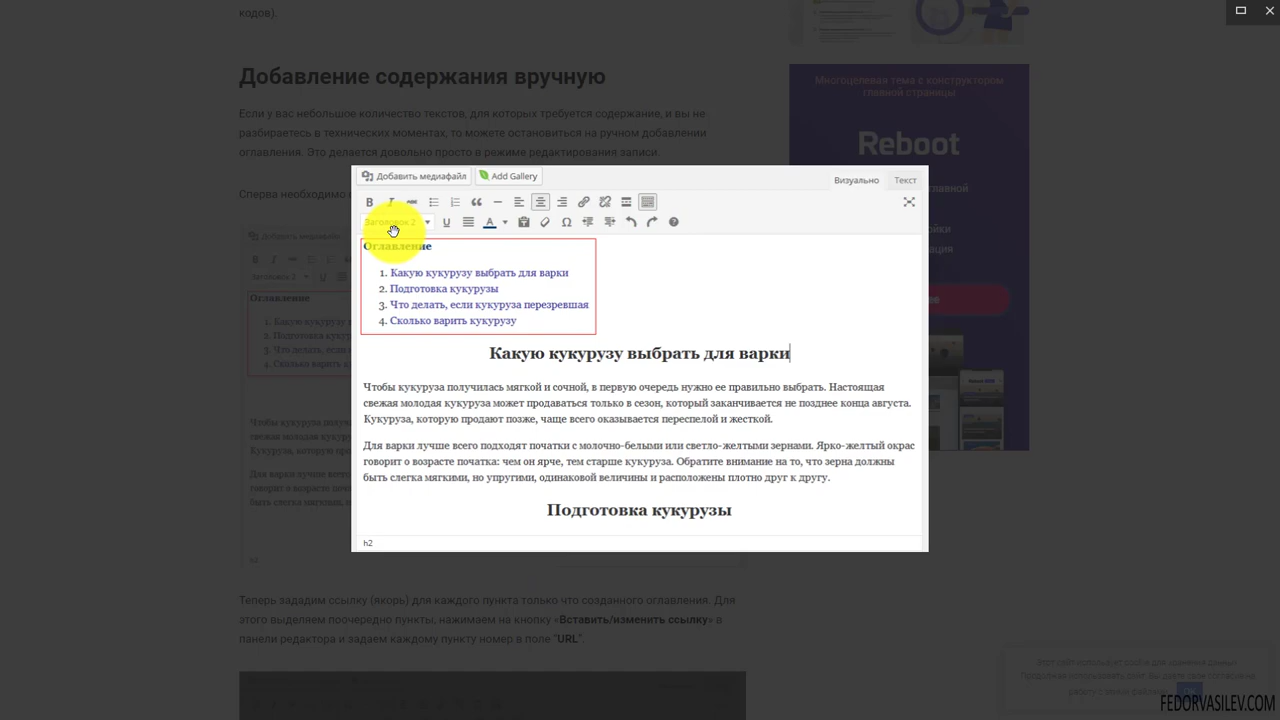 кодов).
Добавление содержания вручную
Если у вас небольшое количество текстов, для которых требуется содержание, и вы не
разбираетесь в технических моментах, то можете остановиться на ручном добавлении
оглавления. Это делается довольно просто в режиме редактирования записи.
Сперва необходимо
Многоцелевая тема с конструктором
главной страницы
Reboot
главной
Добавить медиафайл
Add Gallery
Визуально
Текст
Заголовок 2
Оглавление
1. Какую кукурузу выбрать для варки
2. Подготовка кукурузы
3. Что делать, если кукуруза перезревшая
4. Сколько варить кукурузу
Какую кукурузу выбрать для варки
Чтобы кукуруза получилась мягкой и сочной, в первую очередь нужно ее правильно выбрать. Настоящая
свежая молодая кукуруза может продаваться только в сезон, который заканчивается не позднее конца августа.
Кукуруза, которую продают позже, чаще всего оказывается переспелой и жесткой.
Для варки лучше всего подходят початки с молочно-белыми или светло-желтыми зернами. Ярко-желтый окрас
говорит о возрасте початка: чем он ярче, тем старше кукуруза. Обратите внимание на то, что зерна должны
быть слегка мягкими, но упругими, одинаковой величины и расположены плотно друг к другу.
Подготовка кукурузы
h2
Теперь зададим ссылку (якорь) для каждого пункта только что созданного оглавления. Для
этого выделяем поочередно пункты, нажимаем на кнопку «Вставить/изменить ссылку» в
панели редактора и задаем каждому пункту номер в поле "URL".
FEDORVASILEV.COM